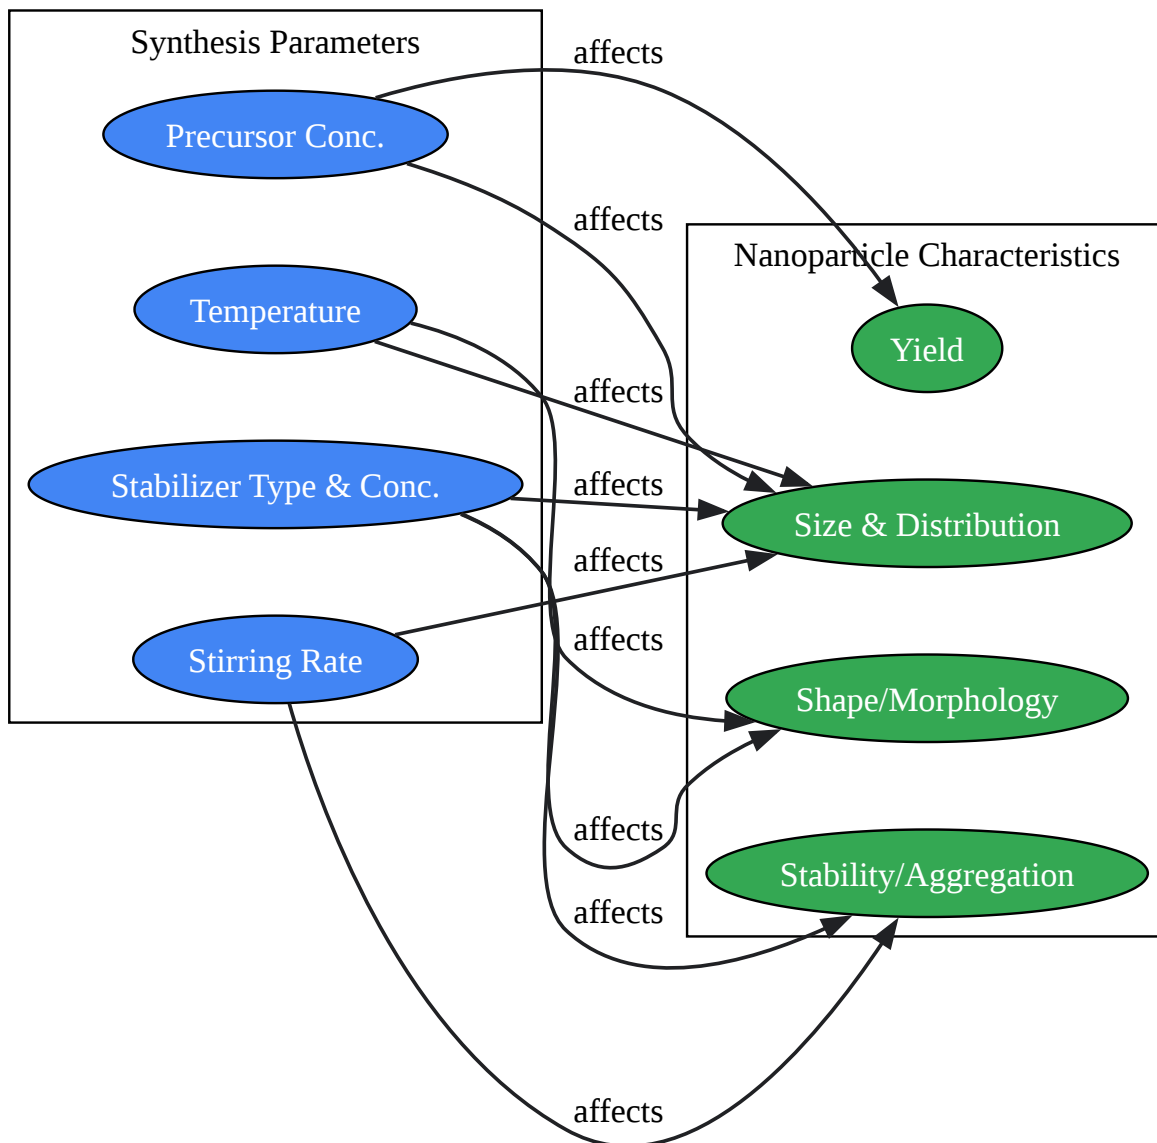 Synthesis Parameters
Precursor Conc.
Temperature
Stabilizer Type & Conc.
Stirring Rate
affects
affects
affects
affects
affects
affects
affects
affects
affects
Nanoparticle Characteristics
Yield
Size & Distribution
Shape/Morphology
Stability/Aggregation